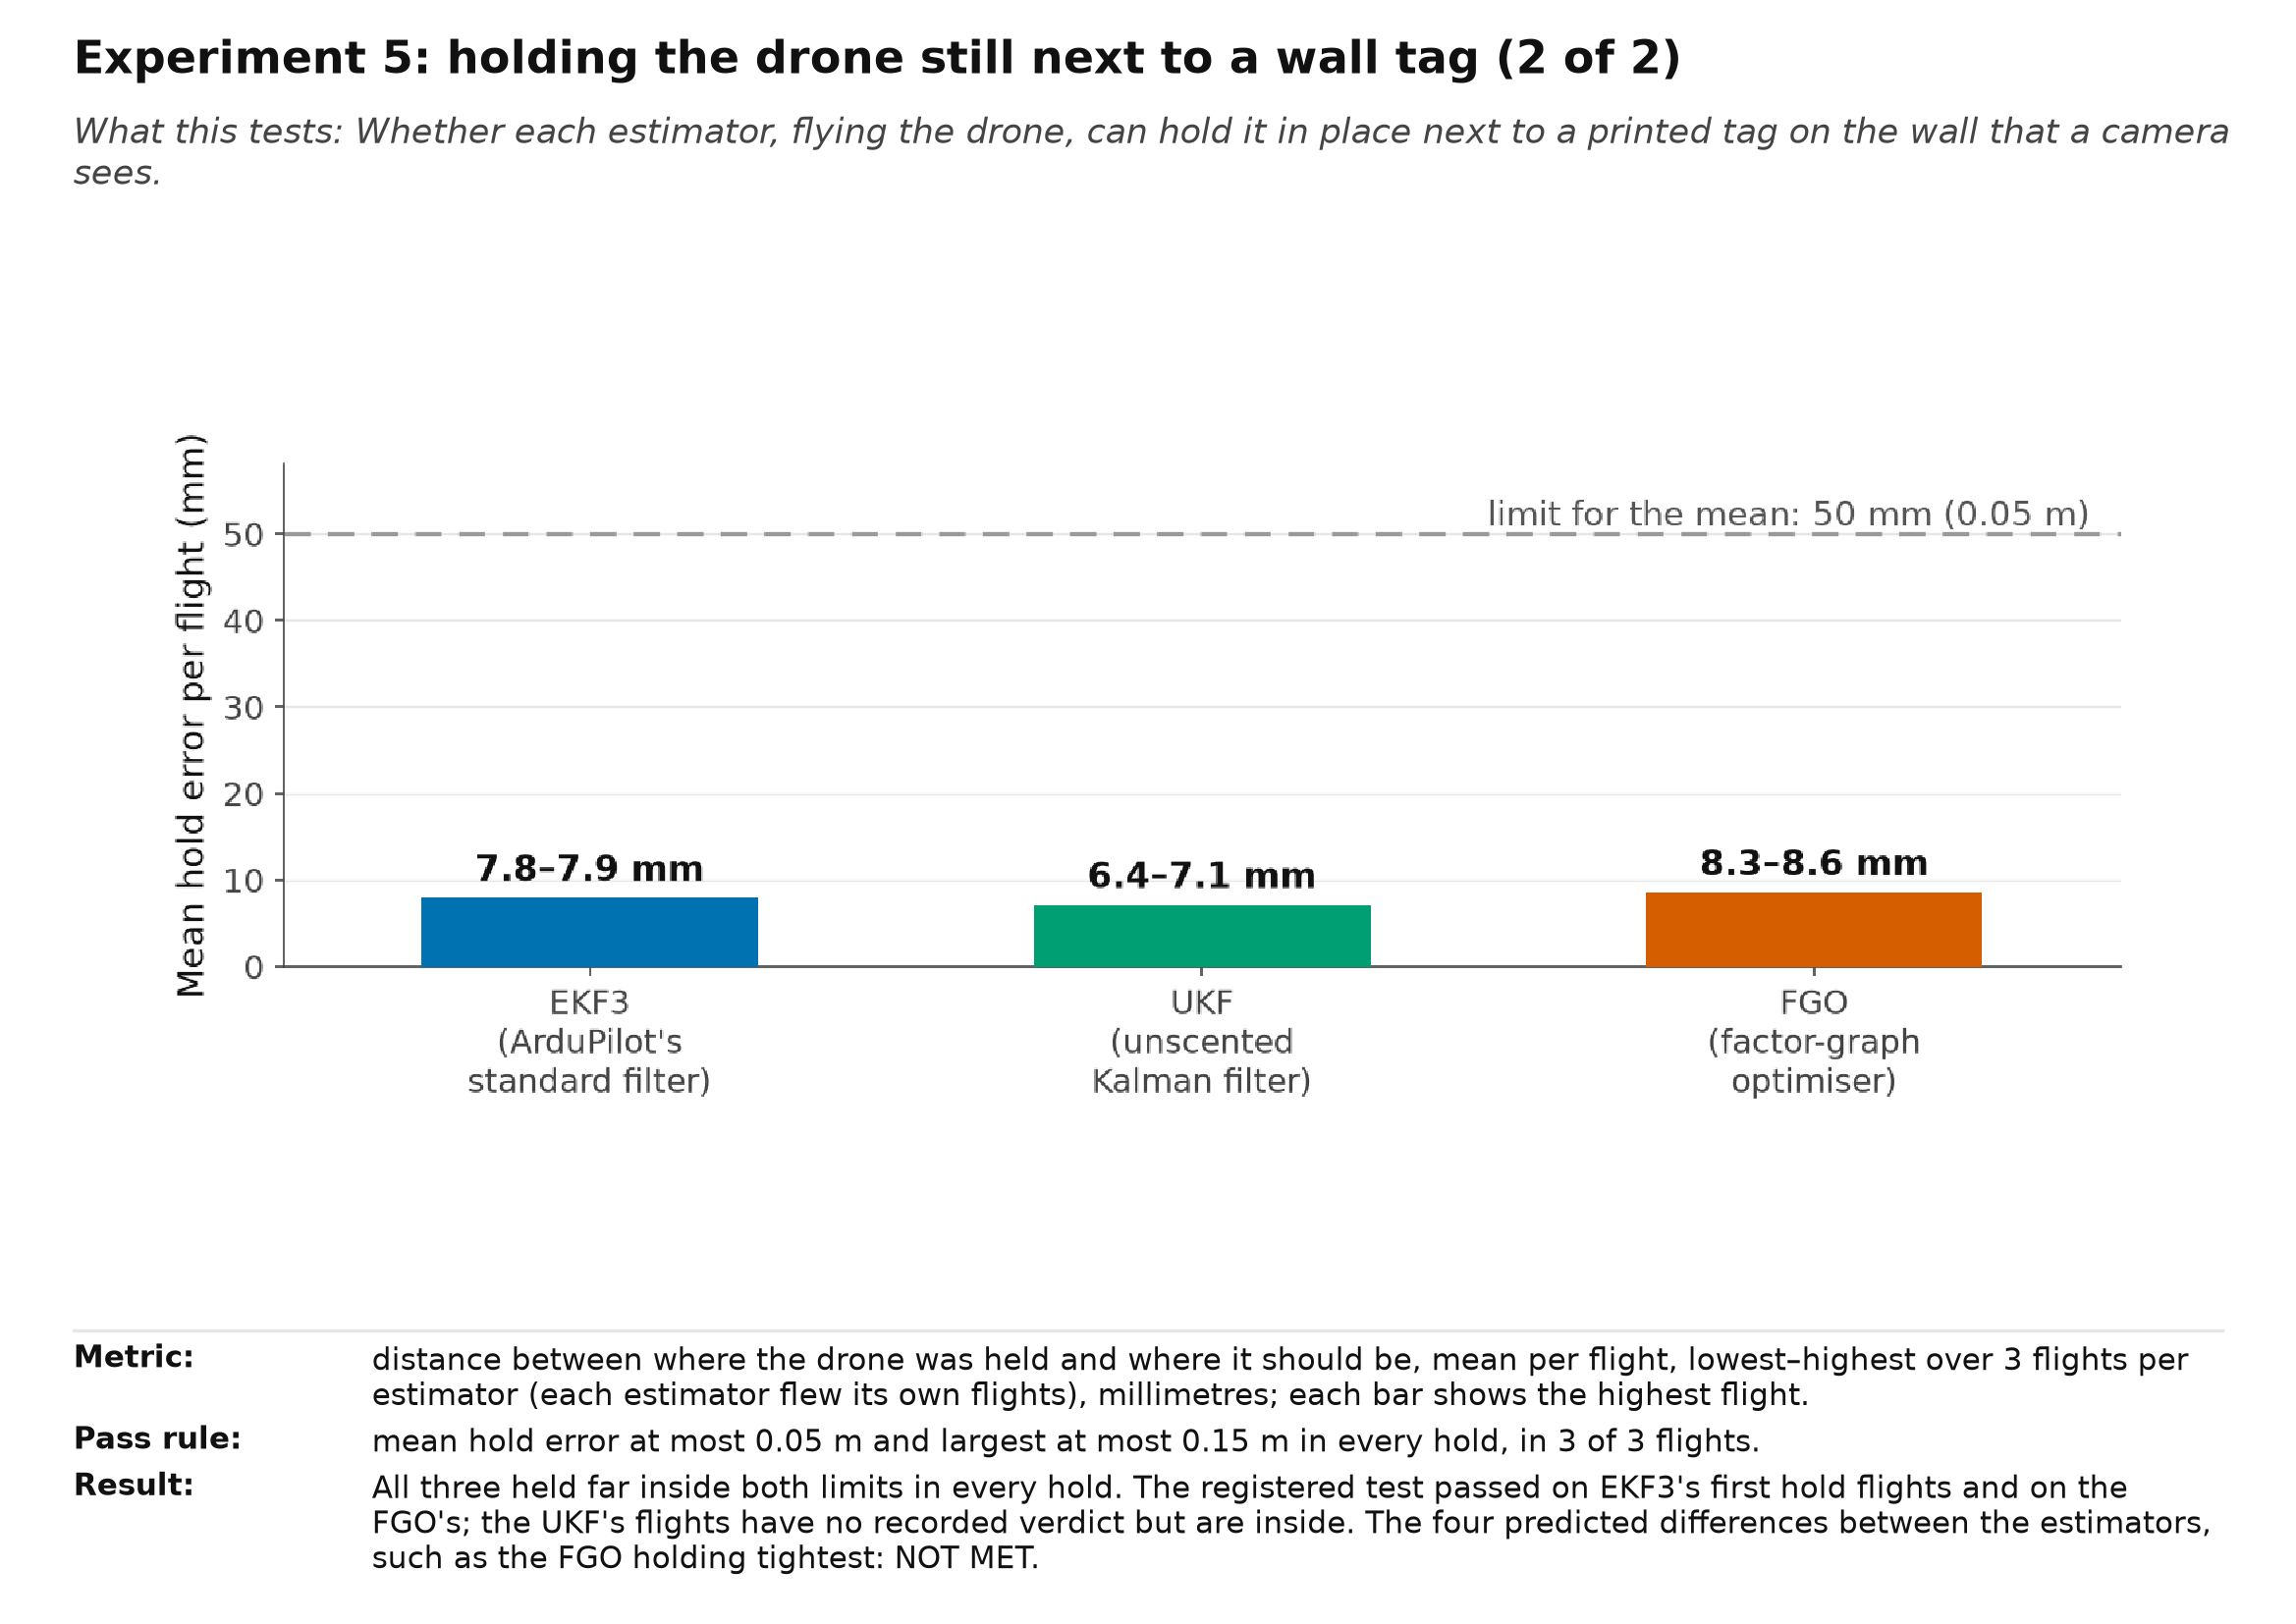 Experiment 5: holding the drone still next to a wall tag (2 of 2)
What this tests: Whether each estimator, flying the drone, can hold it in place next to a printed tag on the wall that a camera
sees.
Mean hold error per flight (mm)
limit for the mean: 50 mm (0.05 m)
50
40
30
20
10
0
7.8–7.9 mm
6.4–7.1 mm
8.3–8.6 mm
EKF3
(ArduPilot's
standard filter)
UKF
(unscented
Kalman filter)
FGO
(factor-graph
optimiser)
Metric: distance between where the drone was held and where it should be, mean per flight, lowest–highest over 3 flights per
estimator (each estimator flew its own flights), millimetres; each bar shows the highest flight.
Pass rule: mean hold error at most 0.05 m and largest at most 0.15 m in every hold, in 3 of 3 flights.
Result: All three held far inside both limits in every hold. The registered test passed on EKF3's first hold flights and on the
FGO's; the UKF's flights have no recorded verdict but are inside. The four predicted differences between the estimators,
such as the FGO holding tightest: NOT MET.